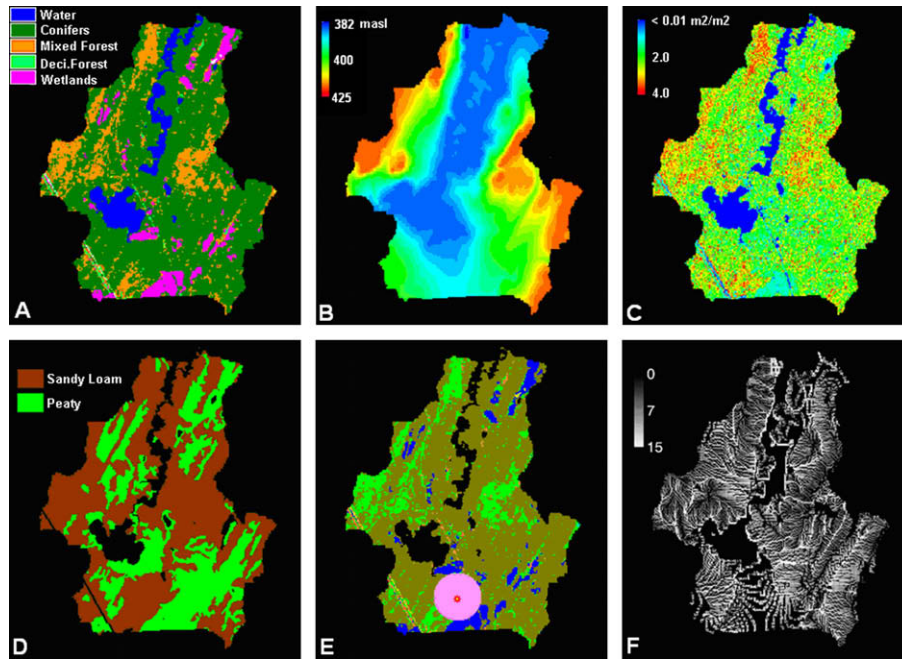 Water
Conifers
Mixed Forest
Deci.Forest
Wetlands
A
382 masl
400
425
B
< 0.01 m2/m2
2.0
4.0
C
Sandy Loam
Peaty
D
E
0
7
15
F